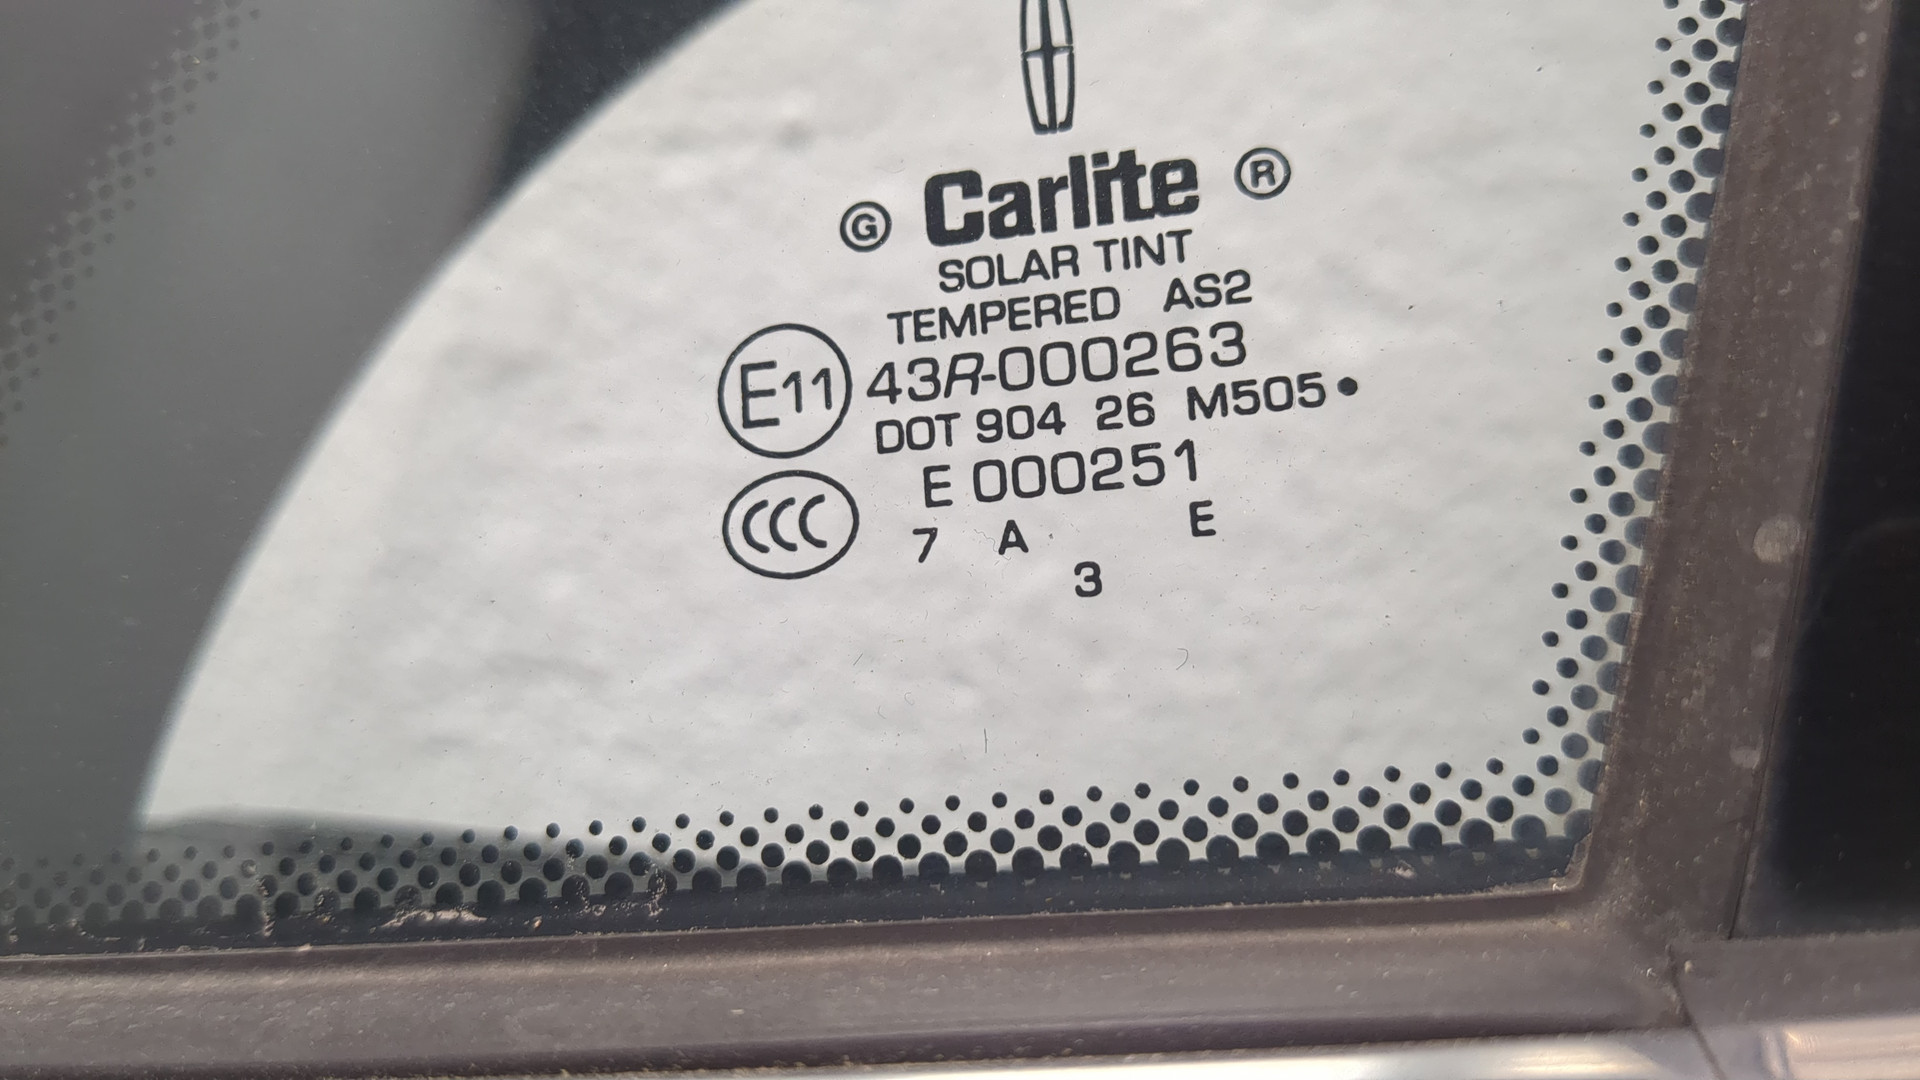 G Carlite ®
SOLAR TINT
TEMPERED AS2
E11 43R-000263
DOT 904 26 M505•
E 000251
CCC
7 A E
3